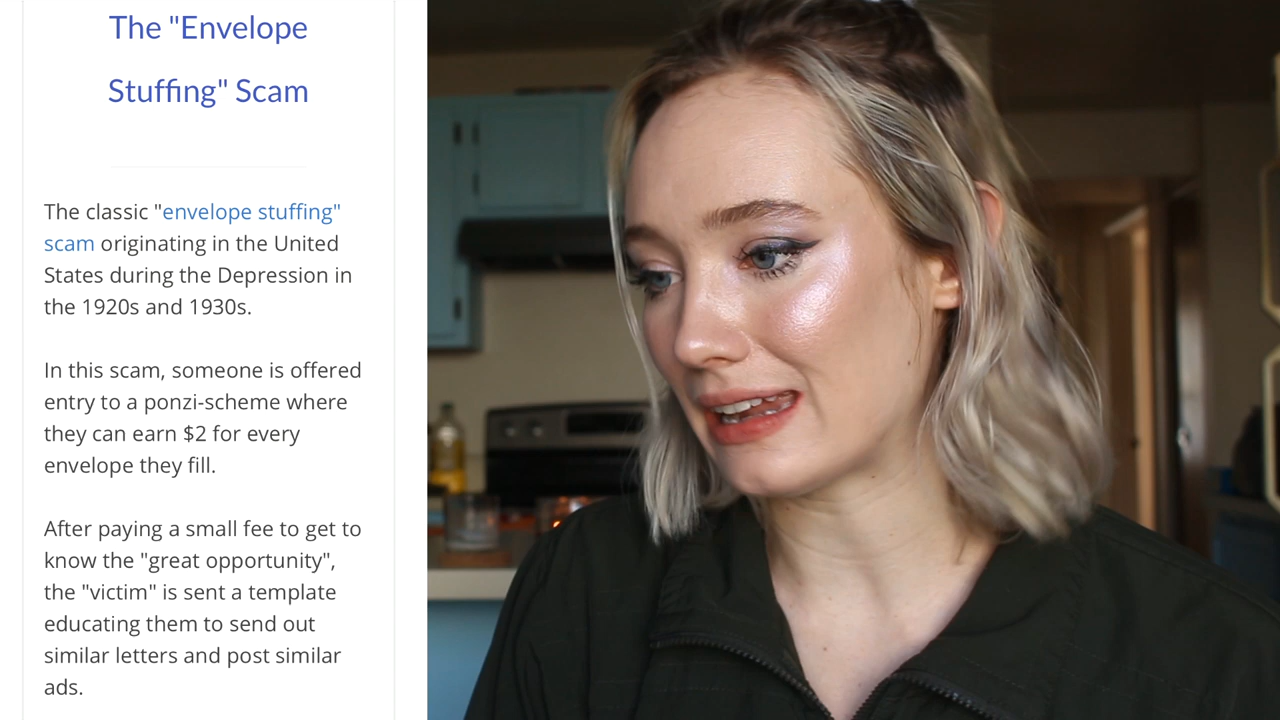 The "Envelope
Stuffing" Scam
The classic "envelope stuffing"
scam originating in the United
States during the Depression in
the 1920s and 1930s.
In this scam, someone is offered
entry to a ponzi-scheme where
they can earn $2 for every
envelope they fill.
After paying a small fee to get to
know the "great opportunity",
the "victim" is sent a template
educating them to send out
similar letters and post similar
ads.